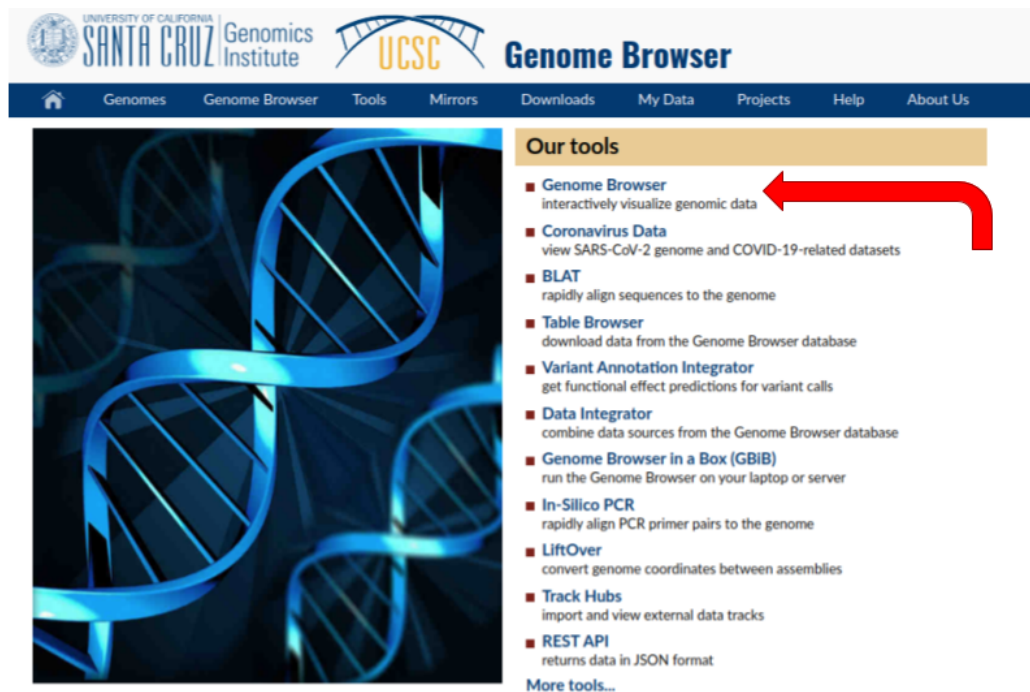 UNIVERSITY OF CALIFORNIA
SANTA CRUZ
Genomics
Institute
UCSC
Genome Browser
Genomes Genome Browser Tools Mirrors Downloads My Data Projects Help About Us
Our tools
Genome Browser
interactively visualize genomic data
Coronavirus Data
view SARS-CoV-2 genome and COVID-19-related datasets
BLAT
rapidly align sequences to the genome
Table Browser
download data from the Genome Browser database
Variant Annotation Integrator
get functional effect predictions for variant calls
Data Integrator
combine data sources from the Genome Browser database
Genome Browser in a Box (GBiB)
run the Genome Browser on your laptop or server
In-Silico PCR
rapidly align PCR primer pairs to the genome
LiftOver
convert genome coordinates between assemblies
Track Hubs
import and view external data tracks
REST API
returns data in JSON format
More tools...